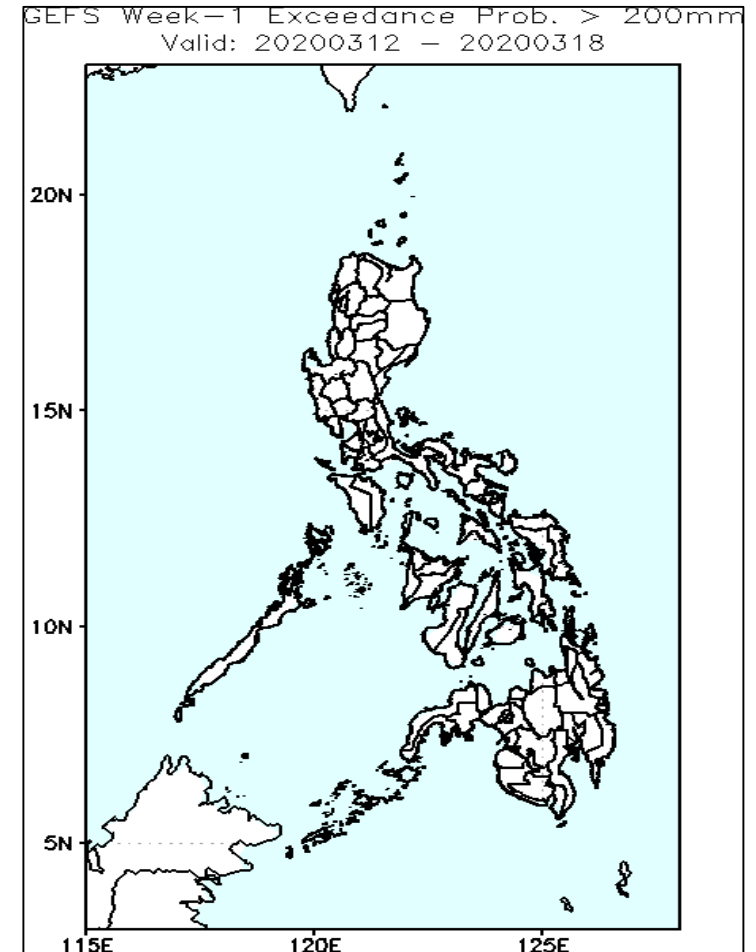 GEFS Week-1 Exceedance Prob. > 200mm
Valid: 20200312 - 20200318
20N
15N
10N
5N
115E 120E 125E